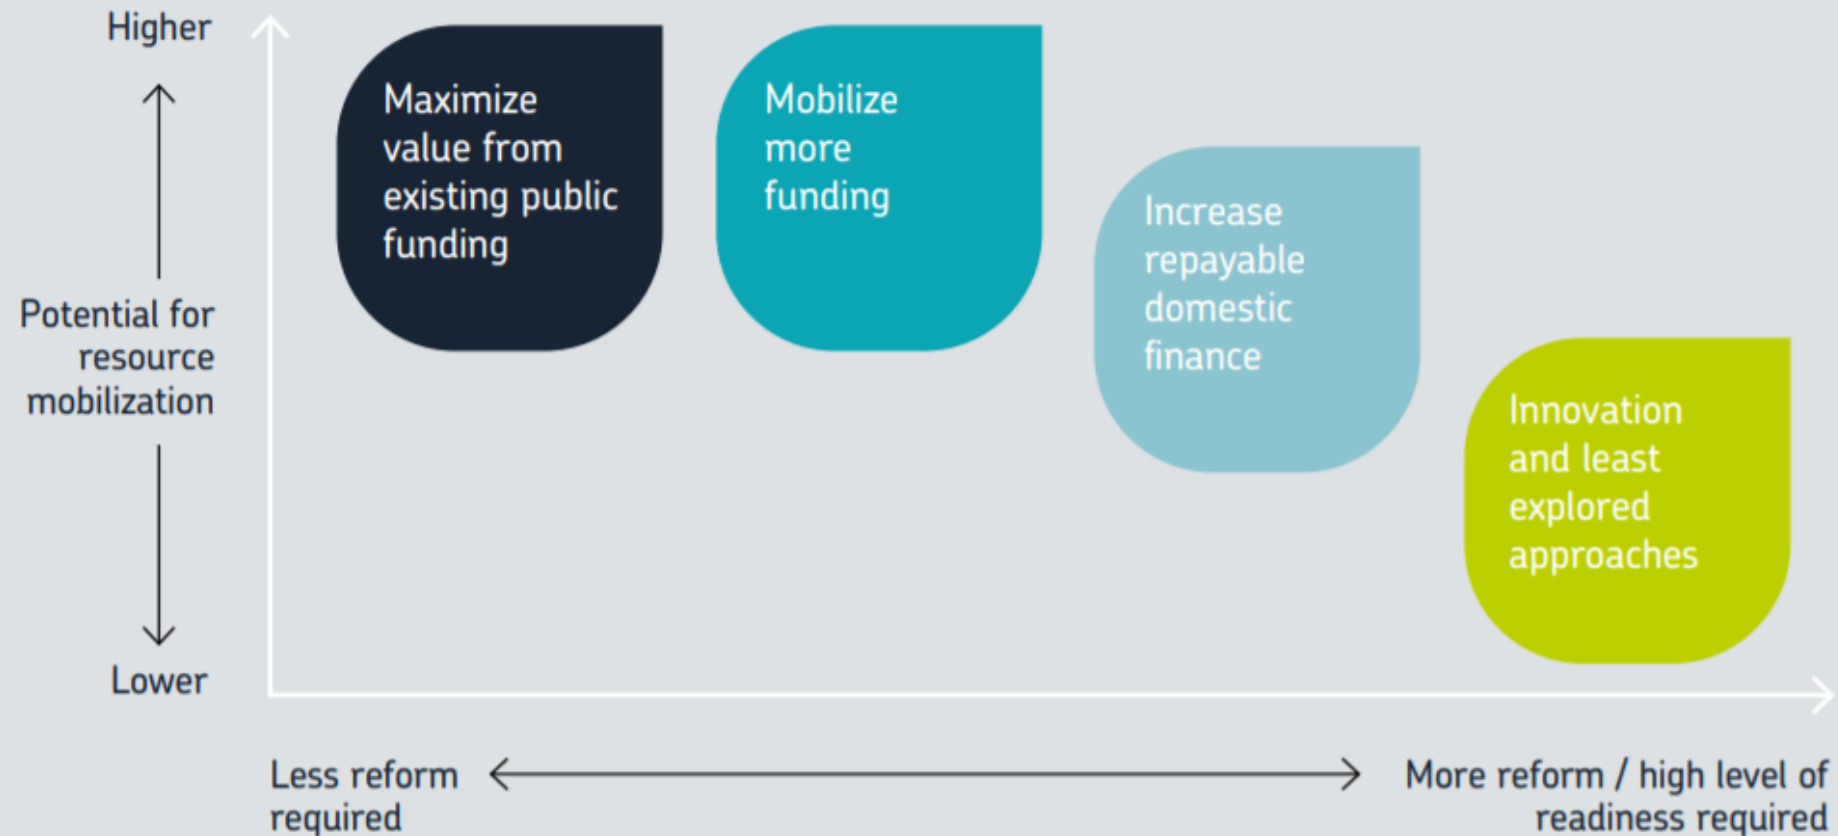 Higher
Potential for
resource
mobilization
Lower
Maximize
value from
existing public
funding
Mobilize
more
funding
Increase
repayable
domestic
finance
Innovation
and least
explored
approaches
Less reform
required
More reform / high level of
readiness required